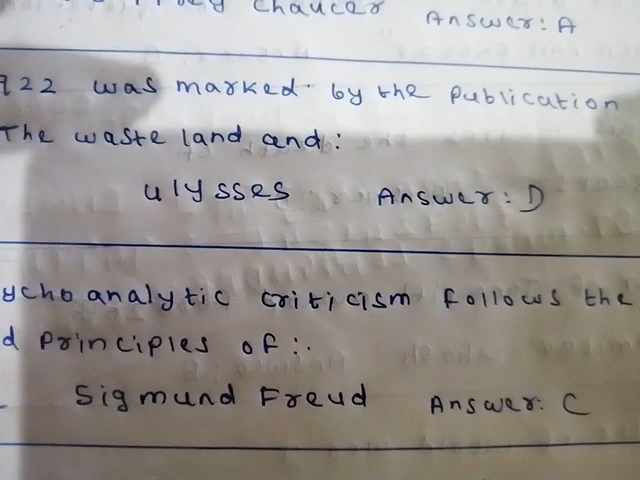 Chaucer Answer: A
922 was marked by the Publication
The waste land and:
ulysses Answer: D
ychoanalytic criticism follows the
d Principles of:.
Sigmund Freud Answer: C